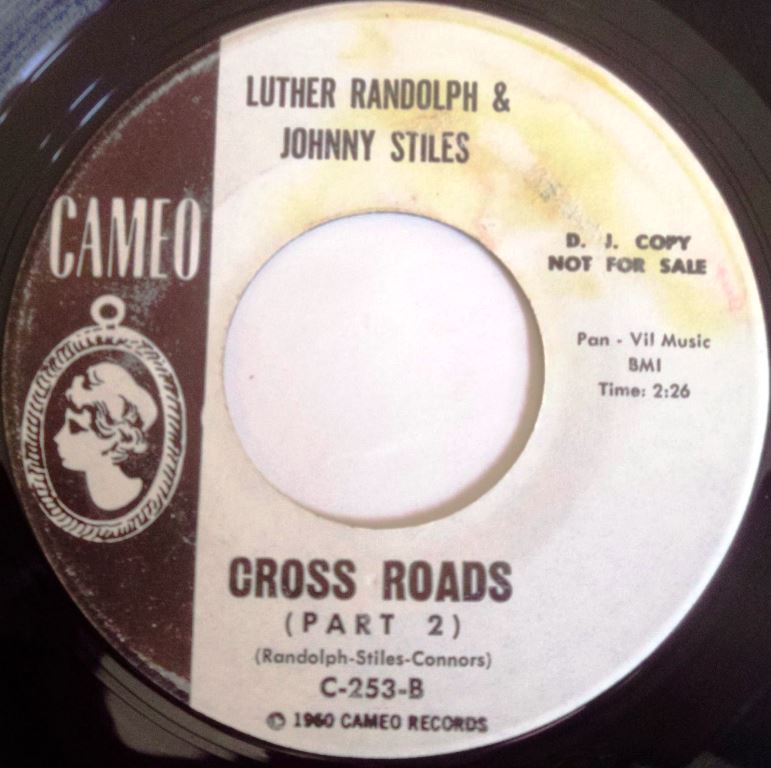 LUTHER RANDOLPH &
JOHNNY STILES
CAMEO
D. J. COPY
NOT FOR SALE
Pan - Vil Music
BMI
Time: 2:26
CROSS ROADS
(PART 2)
(Randolph-Stiles-Connors)
C-253-B
© 1960 CAMEO RECORDS